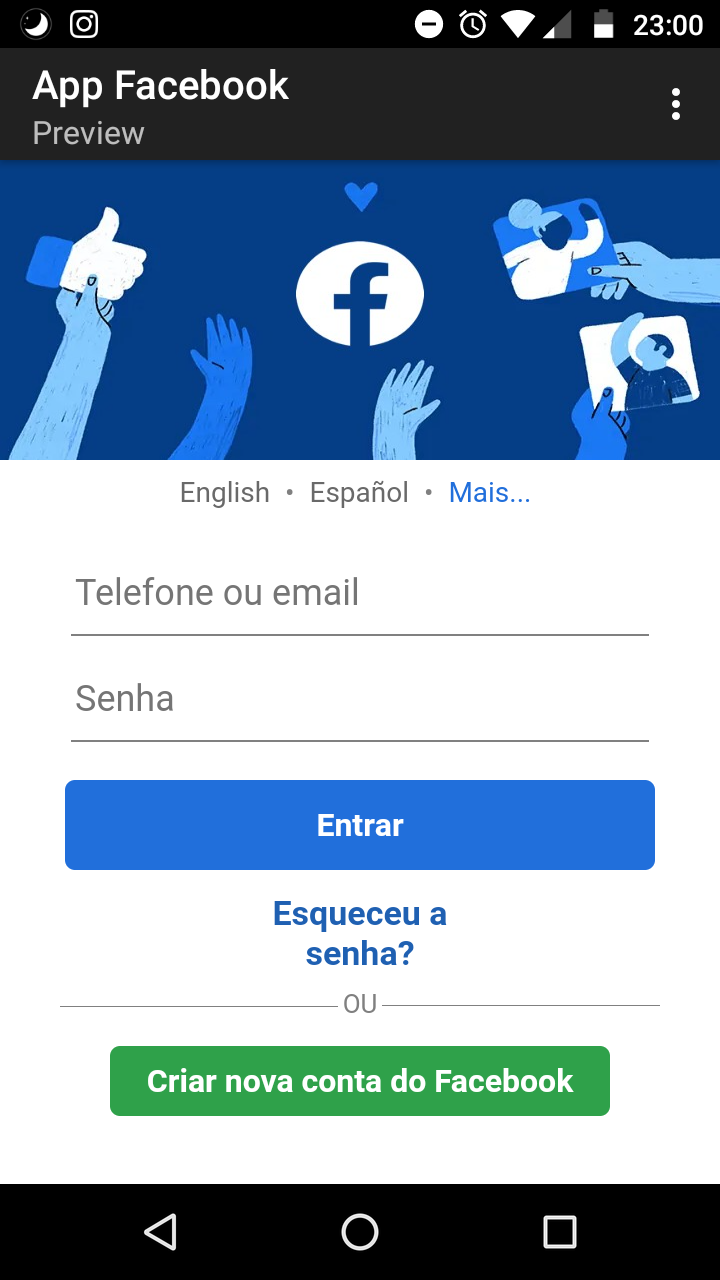 23:00
App Facebook
Preview
English • Español • Mais...
Telefone ou email
Senha
Entrar
Esqueceu a
senha?
OU
Criar nova conta do Facebook